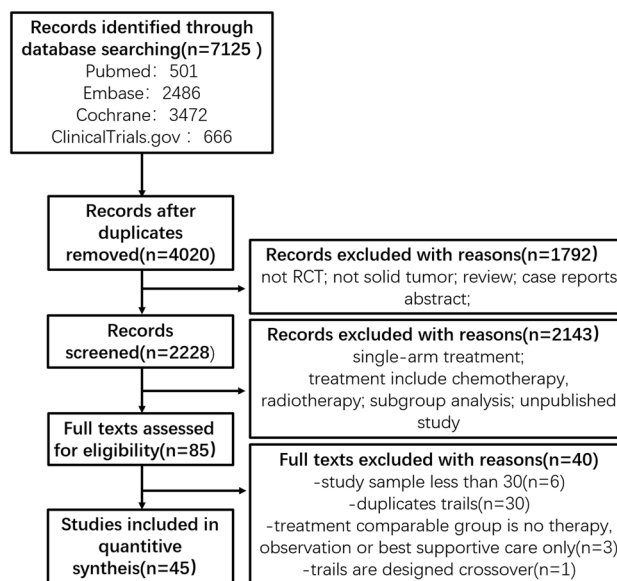 Records identified through
database searching(n=7125 )
Pubmed： 501
Embase： 2486
Cochrane： 3472
ClinicalTrials.gov： 666
Records after
duplicates
removed(n=4020)
Records excluded with reasons(n=1792)
not RCT; not solid tumor; review; case reports
abstract;
Records
screened(n=2228)
Records excluded with reasons(n=2143)
single-arm treatment;
treatment include chemotherapy,
radiotherapy; subgroup analysis; unpublished
study
Full texts assessed
for eligibility(n=85)
Full texts excluded with reasons(n=40)
-study sample less than 30(n=6)
-duplicates trails(n=30)
-treatment comparable group is no therapy,
observation or best supportive care only(n=3)
-trails are designed crossover(n=1)
Studies included in
quantitive
syntheis(n=45)